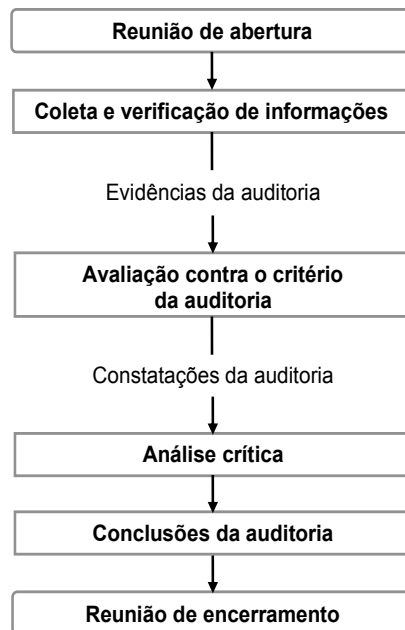 Reunião de abertura
Coleta e verificação de informações
Evidências da auditoria
Avaliação contra o critério
da auditoria
Constatações da auditoria
Análise crítica
Conclusões da auditoria
Reunião de encerramento